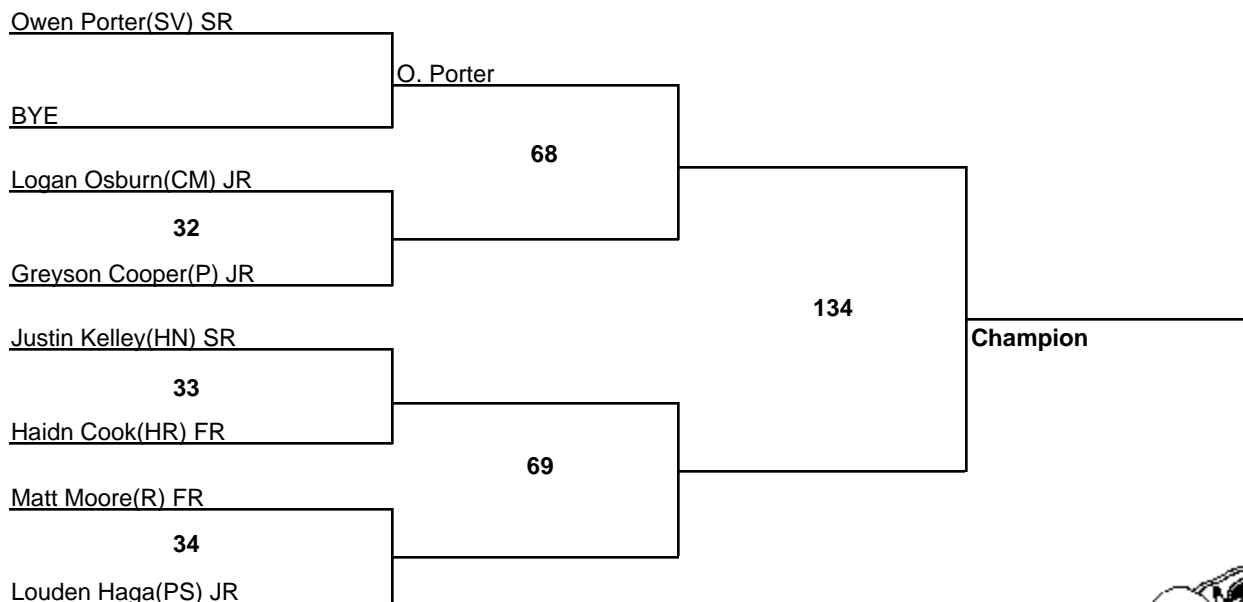 Owen Porter(SV) SR
O. Porter
BYE
68
Logan Osburn(CM) JR
32
Greyson Cooper(P) JR
134
Justin Kelley(HN) SR
Champion
33
Haidn Cook(HR) FR
69
Matt Moore(R) FR
34
Louden Haga(PS) JR